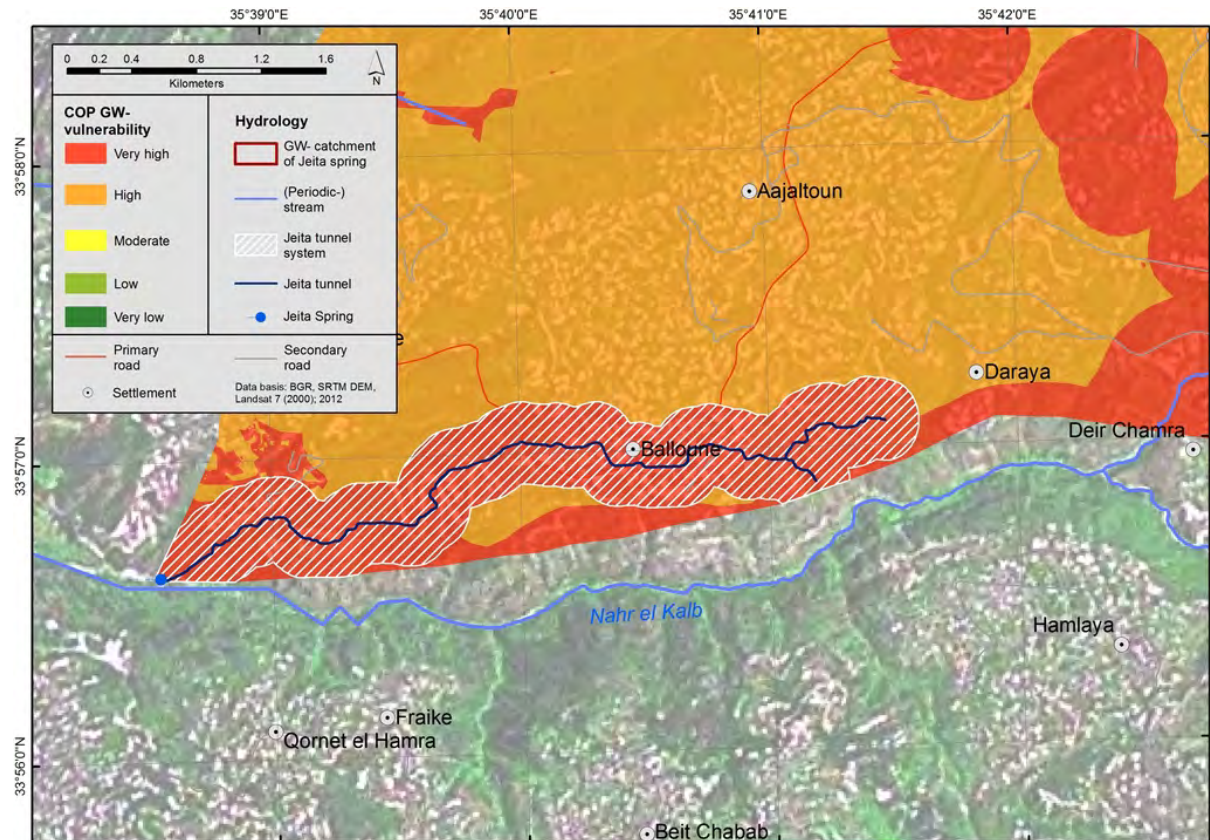 35°39'0"E
35°40'0"E
35°41'0"E
35°42'0"E
0 0.2 0.4 0.8 1.2 1.6
Kilometers
N
COP GW-
vulnerability
Very high
High
Moderate
Low
Very low
Hydrology
GW- catchment
of Jeita spring
(Periodic-)
stream
Jeita tunnel
system
Jeita tunnel
Jeita Spring
Primary
road
Secondary
road
Settlement
Data basis: BGR, SRTM DEM,
Landsat 7 (2000); 2012
33°58'0"N
33°57'0"N
33°56'0"N
e
Aajaltoun
Daraya
Deir Chamra
Balloune
Nahr el Kalb
Hamlaya
Fraike
Qornet el Hamra
Beit Chabab